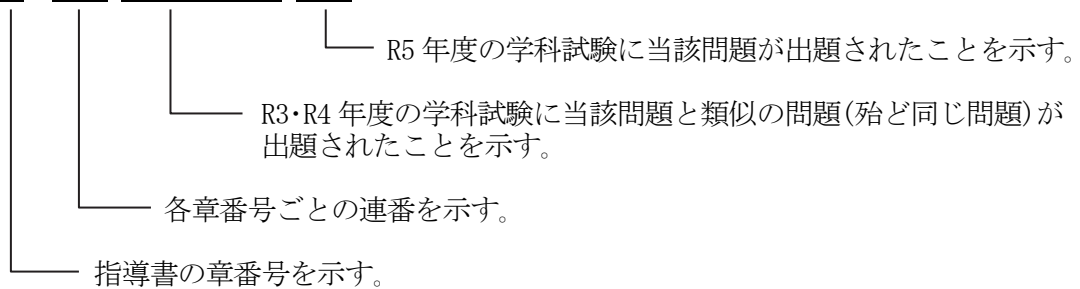 R5年度の学科試験に当該問題が出題されたことを示す。
R3・R4年度の学科試験に当該問題と類似の問題(殆ど同じ問題)が
出題されたことを示す。
各章番号ごとの連番を示す。
指導書の章番号を示す。